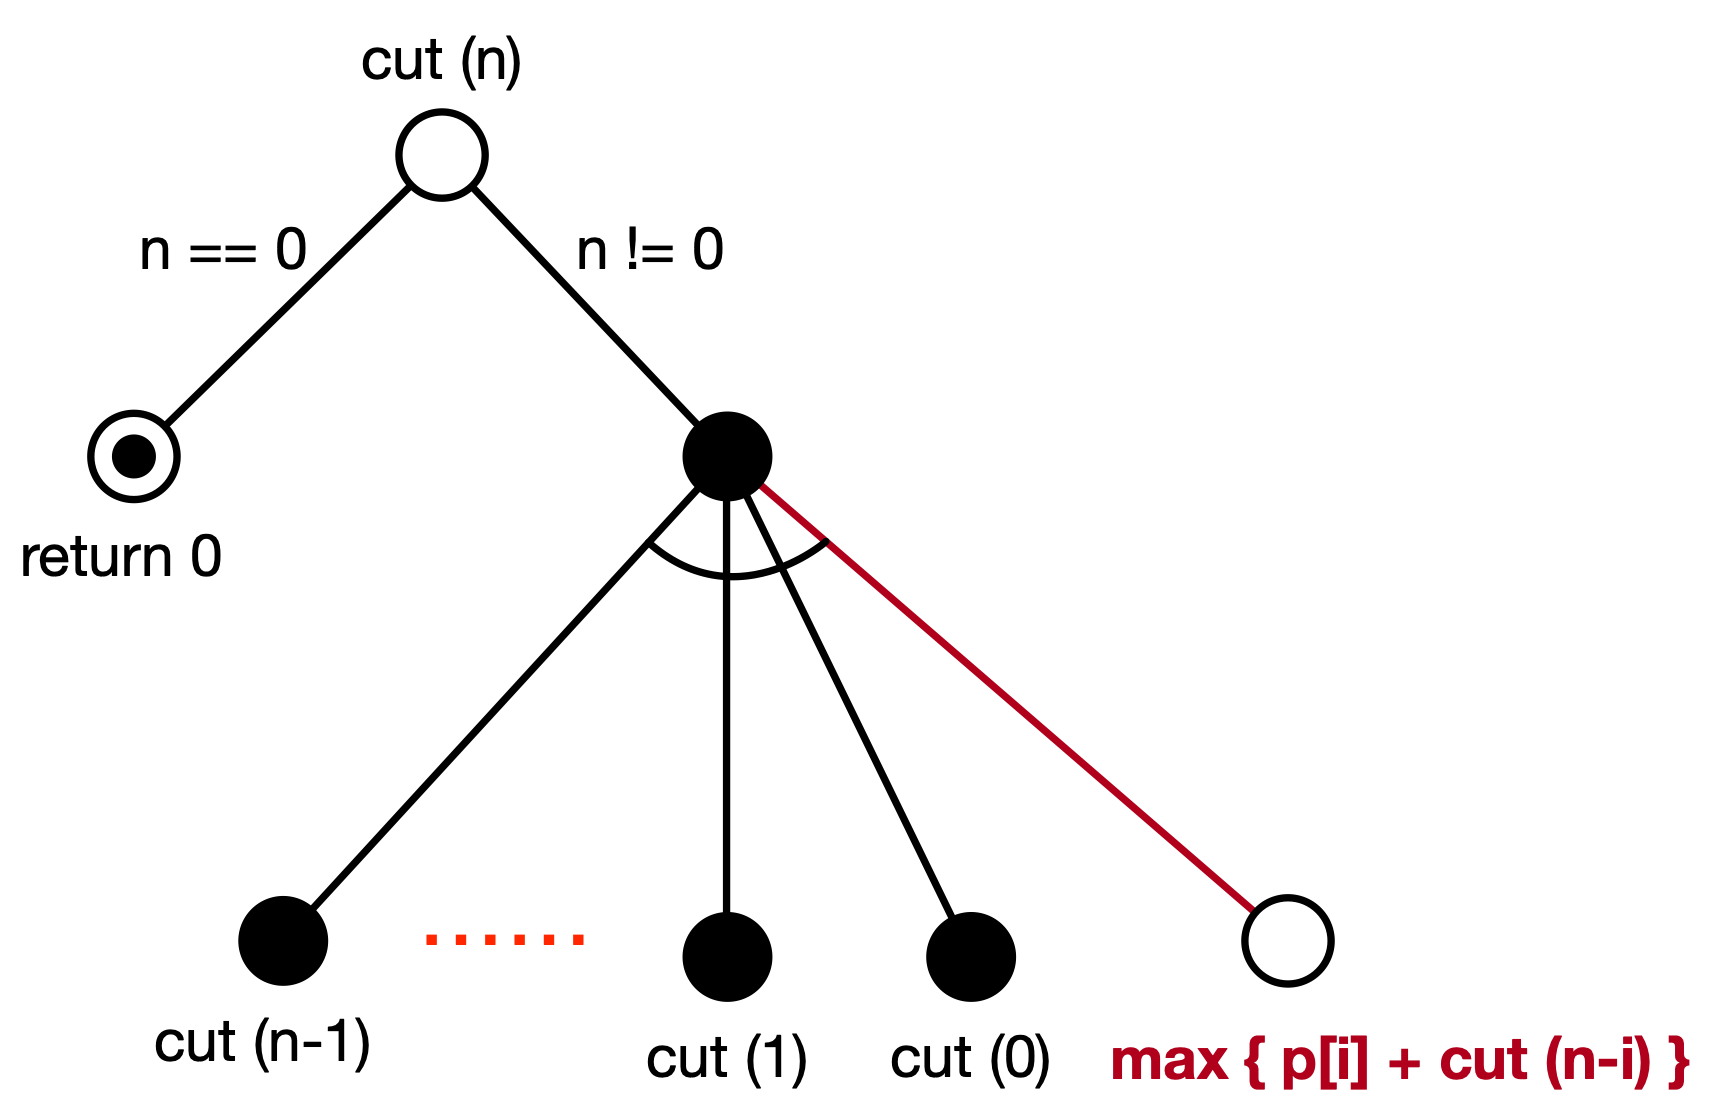 cut (n)
n == 0
n != 0
return 0
cut (n-1)
cut (1)
cut (0)
max { p[i] + cut (n-i) }